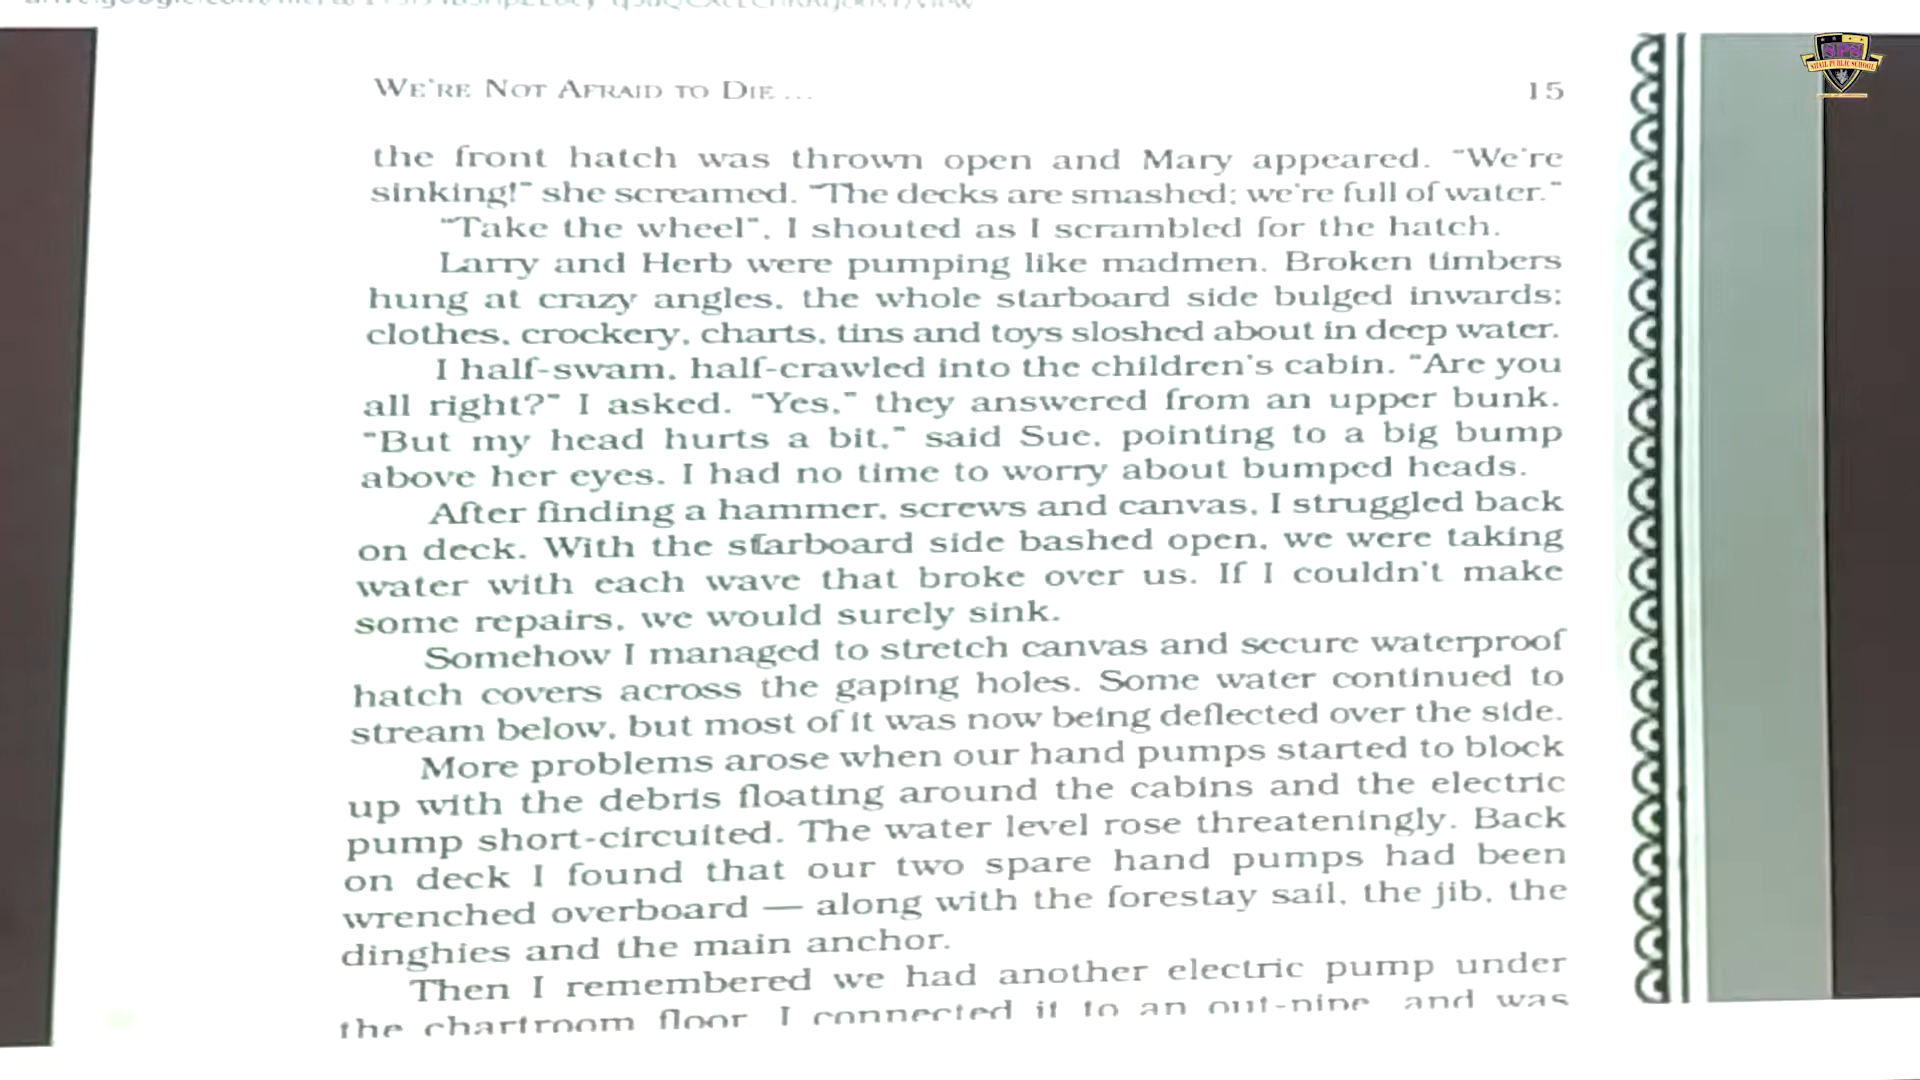 WE'RE NOT AFRAID TO DIE ...
15
the front hatch was thrown open and Mary appeared. "We're
sinking!" she screamed. "The decks are smashed; we're full of water."
"Take the wheel", I shouted as I scrambled for the hatch.
Larry and Herb were pumping like madmen. Broken timbers
hung at crazy angles, the whole starboard side bulged inwards;
clothes, crockery, charts, tins and toys sloshed about in deep water.
I half-swam, half-crawled into the children's cabin. "Are you
all right?" I asked. "Yes," they answered from an upper bunk.
"But my head hurts a bit," said Sue, pointing to a big bump
above her eyes. I had no time to worry about bumped heads.
After finding a hammer, screws and canvas, I struggled back
on deck. With the starboard side bashed open, we were taking
water with each wave that broke over us. If I couldn't make
some repairs, we would surely sink.
Somehow I managed to stretch canvas and secure waterproof
hatch covers across the gaping holes. Some water continued to
stream below, but most of it was now being deflected over the side.
More problems arose when our hand pumps started to block
up with the debris floating around the cabins and the electric
pump short-circuited. The water level rose threateningly. Back
on deck I found that our two spare hand pumps had been
wrenched overboard — along with the forestay sail, the jib, the
dinghies and the main anchor.
Then I remembered we had another electric pump under
the chartroom floor. I connected it to an out-pipe, and was
SPS
SHAIL PUBLIC SCHOOL